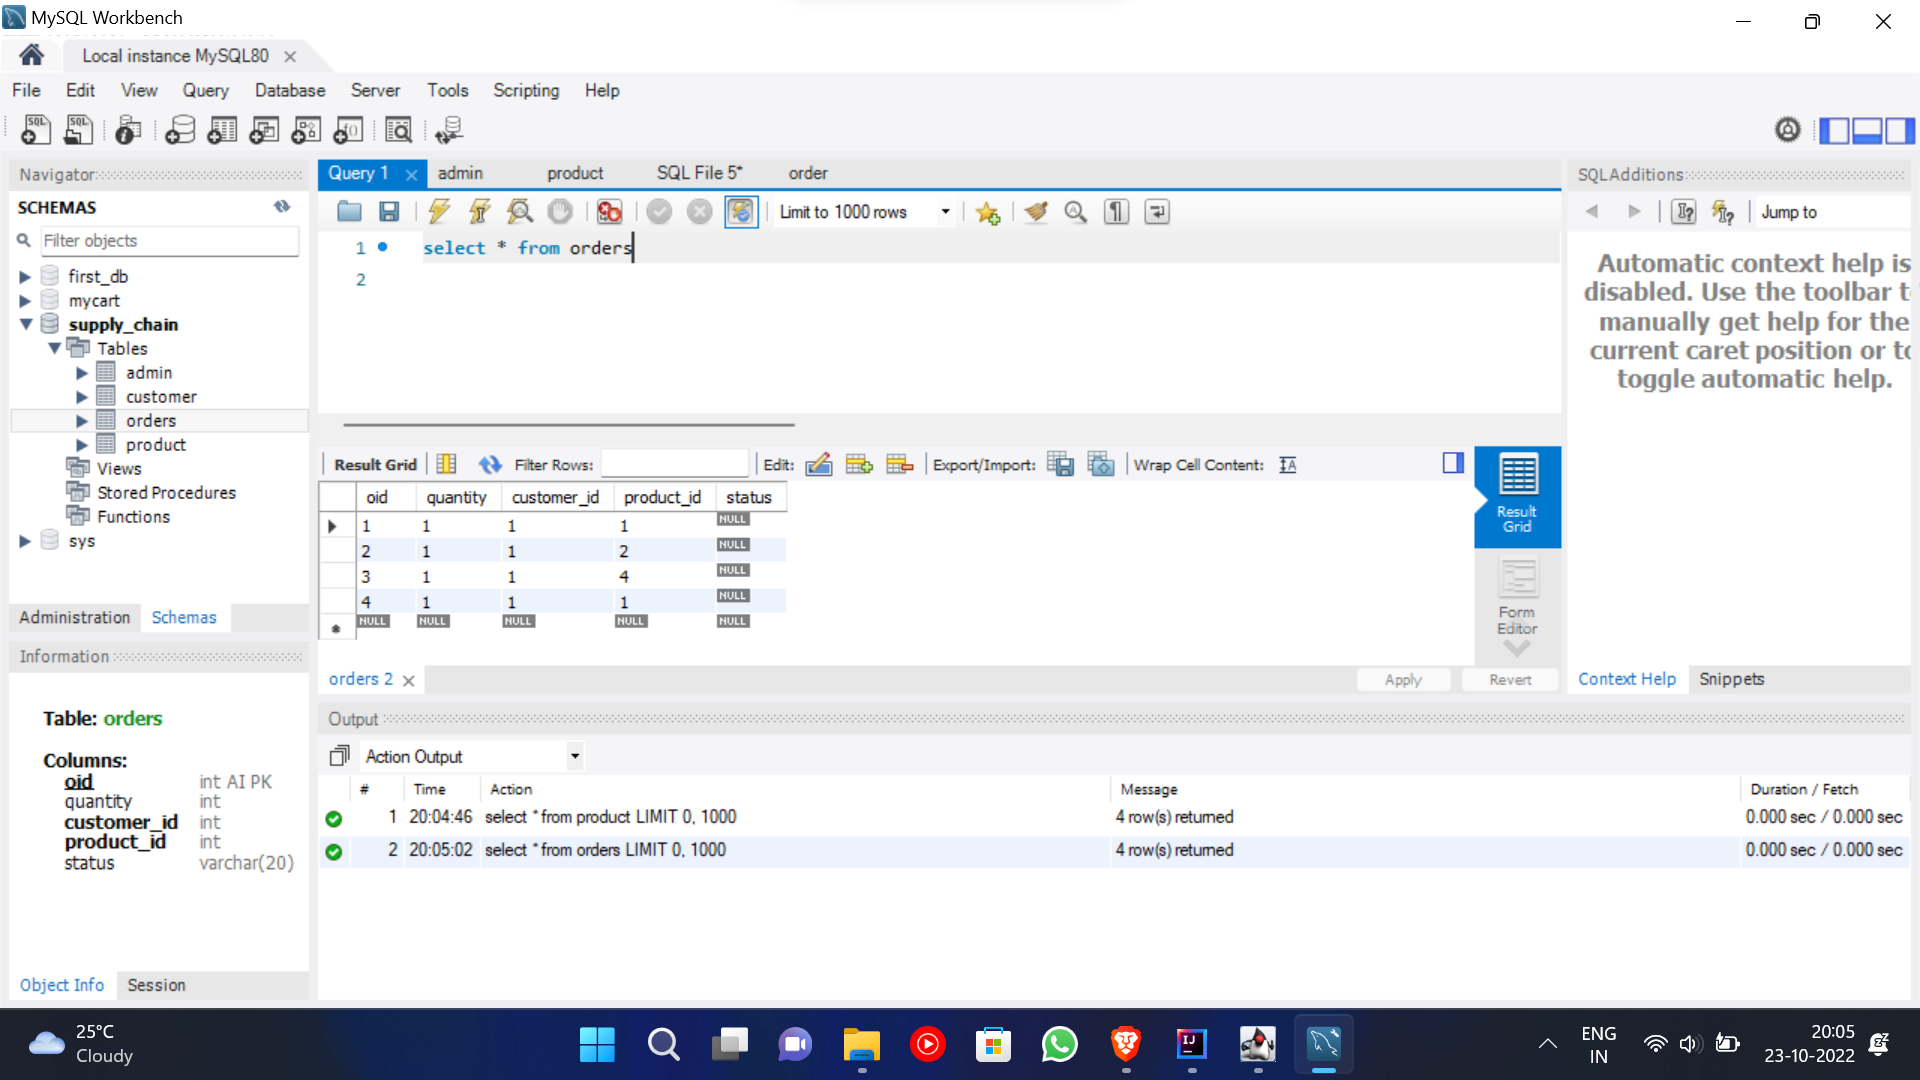 MySQL Workbench
Local instance MySQL80
File Edit View Query Database Server Tools Scripting Help
Navigator
SCHEMAS
Filter objects
first_db
mycart
supply_chain
Tables
admin
customer
orders
product
Views
Stored Procedures
Functions
sys
Administration Schemas
Information
Table: orders
Columns:
oid int AI PK
quantity int
customer_id int
product_id int
status varchar(20)
Object Info Session
Query 1 admin product SQL File 5* order
Limit to 1000 rows
1 select * from orders
2
Result Grid Filter Rows: Edit: Export/Import: Wrap Cell Content:
oid quantity customer_id product_id status
1 1 1 1 NULL
2 1 1 2 NULL
3 1 1 4 NULL
4 1 1 1 NULL
NULL NULL NULL NULL NULL
Result
Grid
Form
Editor
orders 2
Apply Revert
SQLAdditions
Jump to
Automatic context help is
disabled. Use the toolbar t
manually get help for the
current caret position or to
toggle automatic help.
Context Help Snippets
Output
Action Output
# Time Action Message Duration / Fetch
1 20:04:46 select * from product LIMIT 0, 1000 4 row(s) returned 0.000 sec / 0.000 sec
2 20:05:02 select * from orders LIMIT 0, 1000 4 row(s) returned 0.000 sec / 0.000 sec
25°C
Cloudy
ENG
IN
20:05
23-10-2022